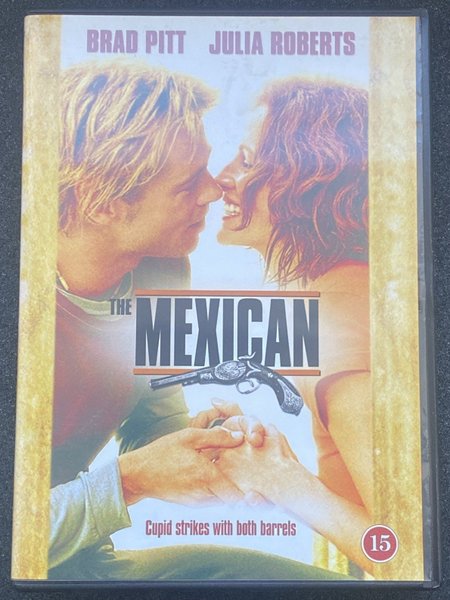 BRAD PITT JULIA ROBERTS
THE MEXICAN
Cupid strikes with both barrels
15